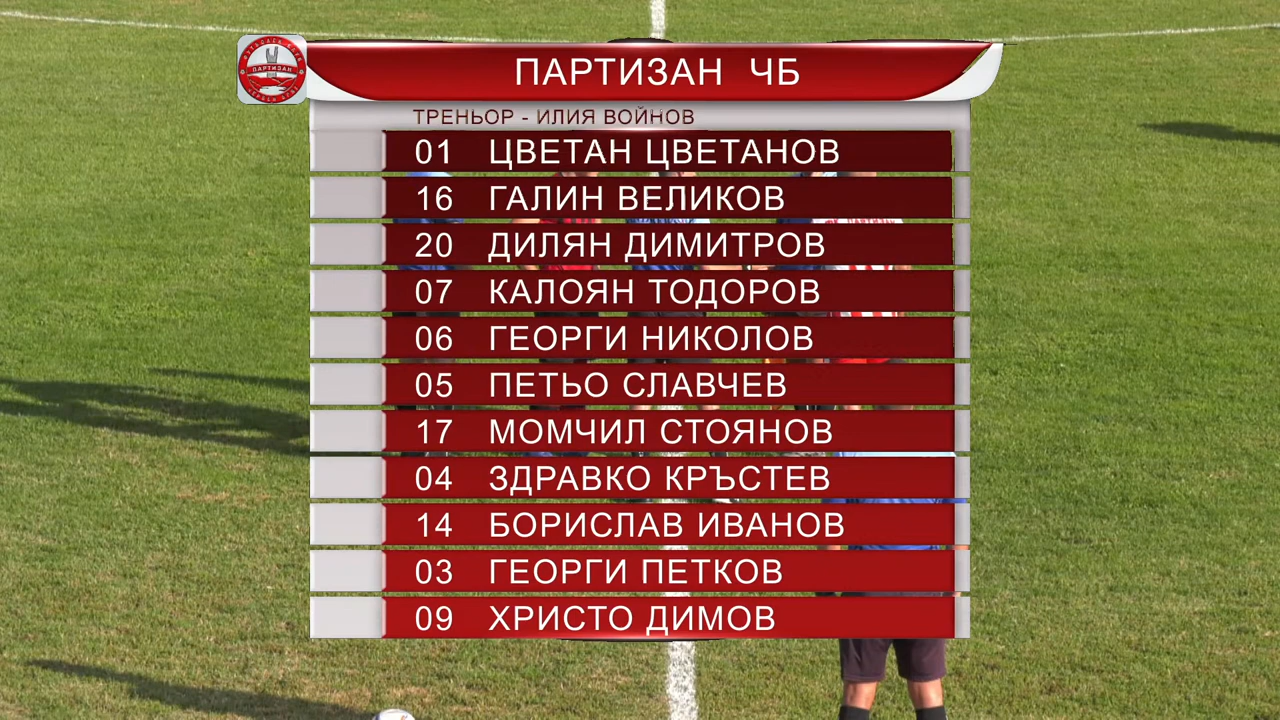 ПАРТИЗАН ЧБ
ПАРТИЗАН
ТРЕНЬОР - ИЛИЯ ВОЙНОВ
01 ЦВЕТАН ЦВЕТАНОВ
16 ГАЛИН ВЕЛИКОВ
20 ДИЛЯН ДИМИТРОВ
07 КАЛОЯН ТОДОРОВ
06 ГЕОРГИ НИКОЛОВ
05 ПЕТЬО СЛАВЧЕВ
17 МОМЧИЛ СТОЯНОВ
04 ЗДРАВКО КРЪСТЕВ
14 БОРИСЛАВ ИВАНОВ
03 ГЕОРГИ ПЕТКОВ
09 ХРИСТО ДИМОВ